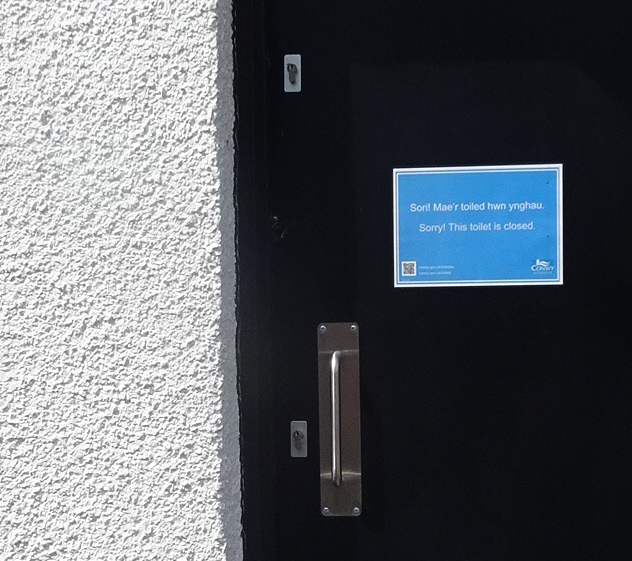 Sori! Mae'r toiled hwn ynghau.
Sorry! This toilet is closed.
CONWY